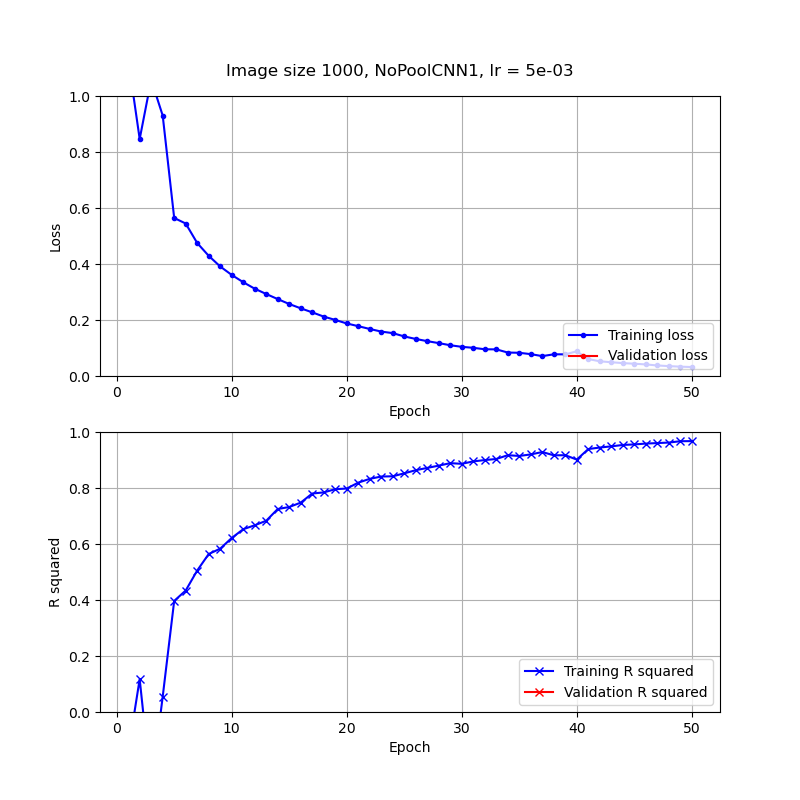 Image size 1000, NoPoolCNN1, lr = 5e-03
1.0
0.8
0.6
0.4
0.2
0.0
Loss
Training loss
Validation loss
0 10 20 30 40 50
Epoch
1.0
0.8
0.6
0.4
0.2
0.0
R squared
Training R squared
Validation R squared
0 10 20 30 40 50
Epoch